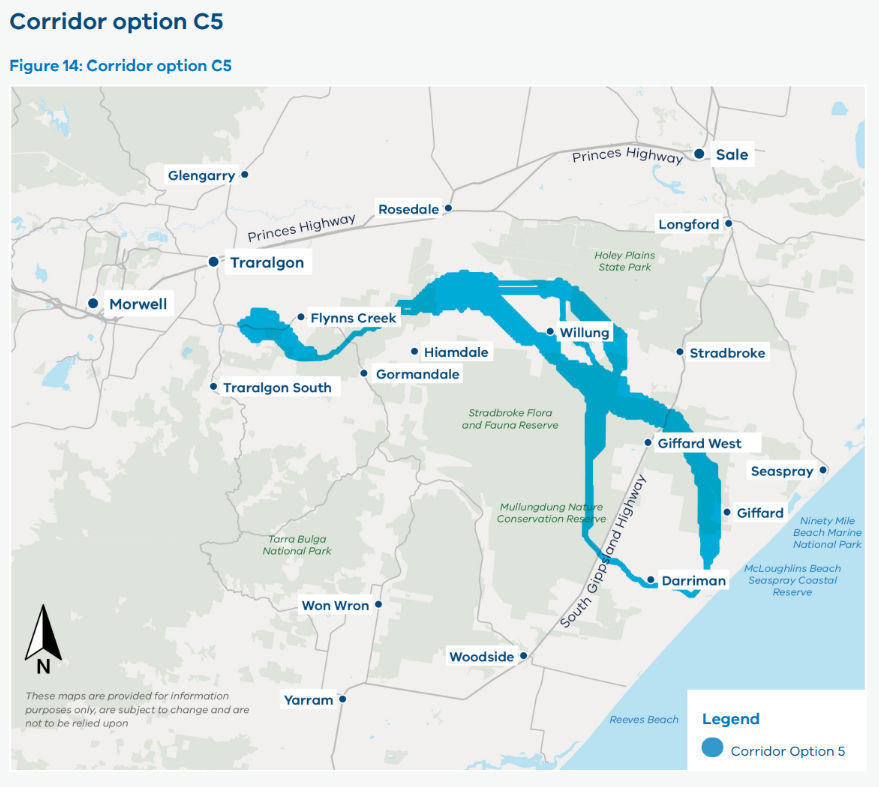 Corridor option C5
Figure 14: Corridor option C5
Princes Highway
Sale
Glengarry
Rosedale
Princes Highway
Longford
Traralgon
Holey Plains
State Park
Morwell
Flynns Creek
Willung
Hiamdale
Stradbroke
Gormandale
Traralgon South
Stradbroke Flora
and Fauna Reserve
Giffard West
Seaspray
Mullungdung Nature
Conservation Reserve
Giffard
South Gippsland Highway
Ninety Mile
Beach Marine
National Park
Tarra Bulga
National Park
McLoughlins Beach
Seaspray Coastal
Reserve
Darriman
Won Wron
Woodside
N
Yarram
These maps are provided for information
purposes only, are subject to change and are
not to be relied upon
Reeves Beach
Legend
Corridor Option 5